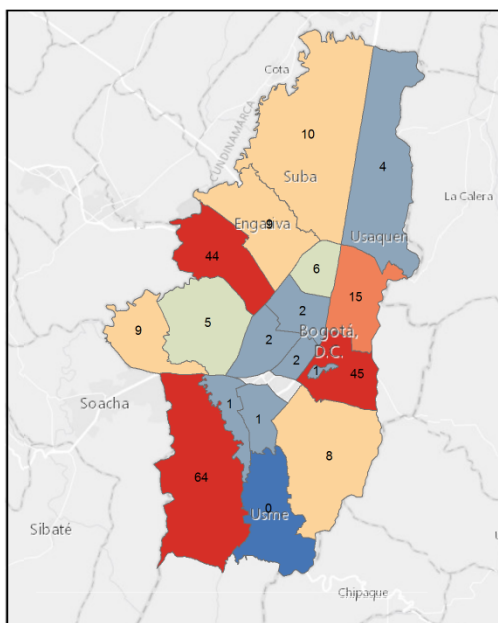 Cota
CUNDINAMARCA
10
Suba
4
La Calera
9
Engativa
Usaquen
44
6
15
9
5
2
Bogotá,
D.C.
2
2
1
45
Soacha
1
1
8
64
0
Usme
Sibaté
Chipaque